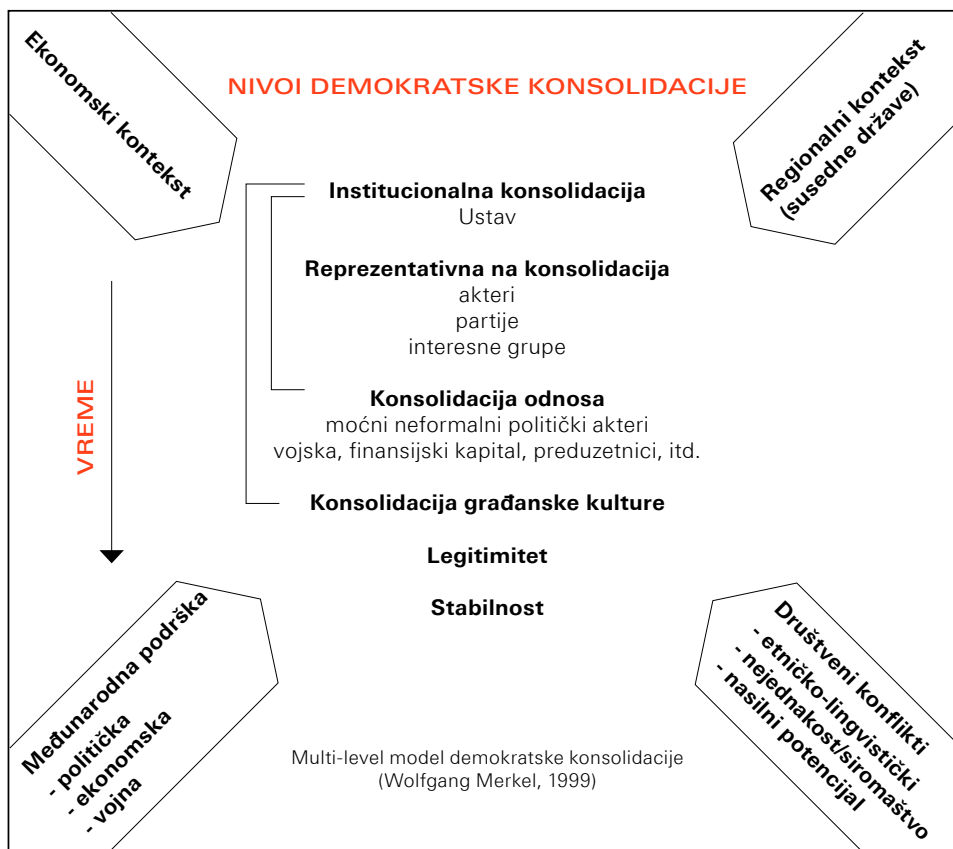 Ekonomski kontekst
NIVOI DEMOKRATSKE KONSOLIDACIJE
Regionalni kontekst
(susedne države)
Institucionalna konsolidacija
Ustav
Reprezentativna na konsolidacija
akteri
partije
interesne grupe
VREME
Konsolidacija odnosa
moćni neformalni politički akteri
vojska, finansijski kapital, preduzetnici, itd.
Konsolidacija građanske kulture
Legitimitet
Stabilnost
Međunarodna podrška
- politička
- ekonomska
- vojna
Društveni konflikti
- etničko-lingvistički
- nejednakost/siromaštvo
- nasilni potencijal
Multi-level model demokratske konsolidacije
(Wolfgang Merkel, 1999)